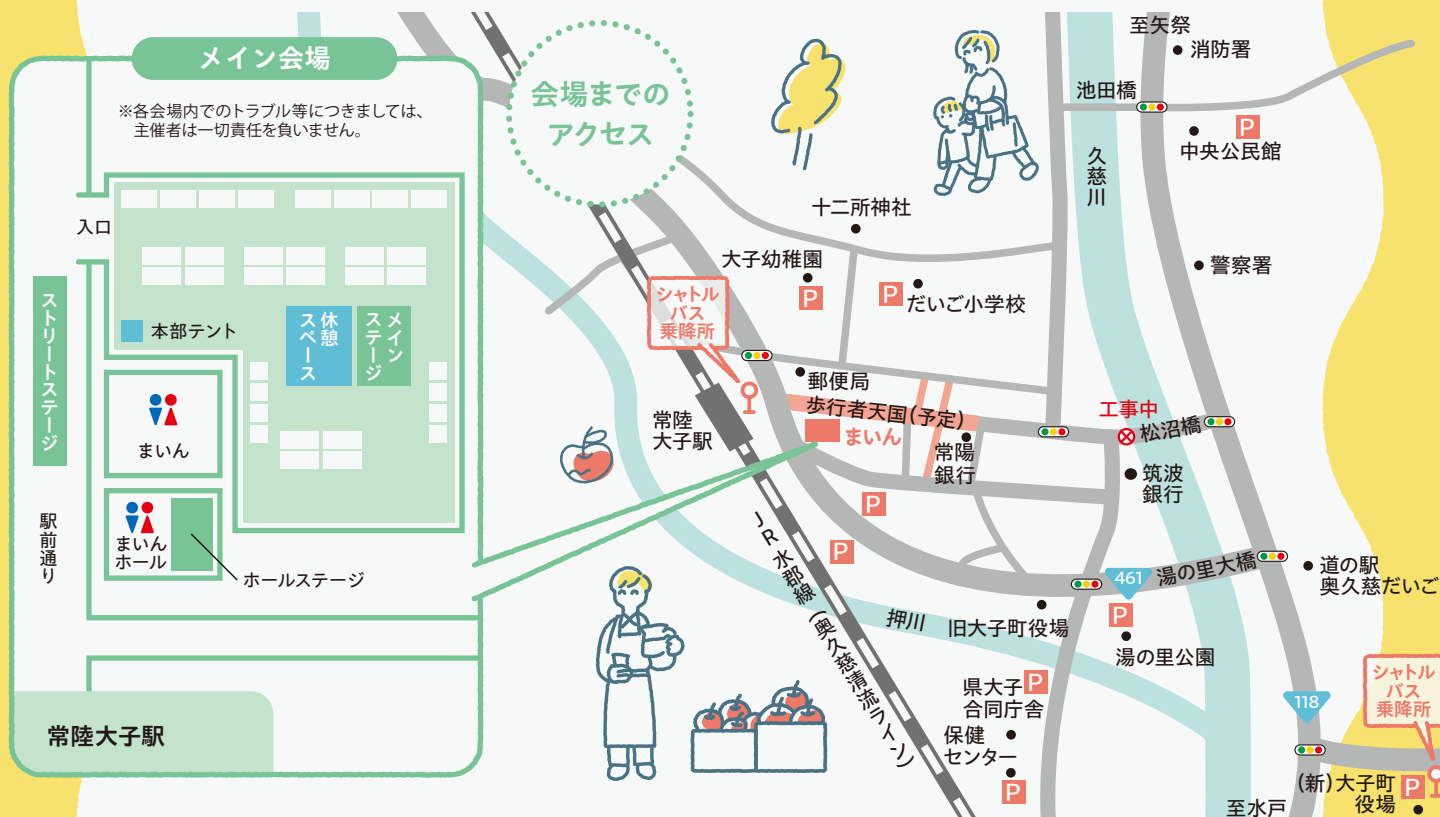 メイン会場
※各会場内でのトラブル等につきましては、
主催者は一切責任を負いません。
入口
本部テント
休憩
スペース
メイン
ステージ
ストリートステージ
まいん
まいん
ホール
ホールステージ
駅前通り
常陸大子駅
会場までの
アクセス
至矢祭
消防署
池田橋
P
中央公民館
久慈川
十二所神社
大子幼稚園
P
P
だいご小学校
警察署
シャトル
バス
乗降所
郵便局
歩行者天国(予定)
まいん
常陸
大子駅
常陽
銀行
工事中
松沼橋
筑波
銀行
P
P
JR水郡線(奥久慈清流ライン)
461
湯の里大橋
道の駅
奥久慈だいご
押川
旧大子町役場
P
湯の里公園
県大子
合同庁舎
P
保健
センター
P
シャトル
バス
乗降所
118
(新)大子町
役場
P
至水戸